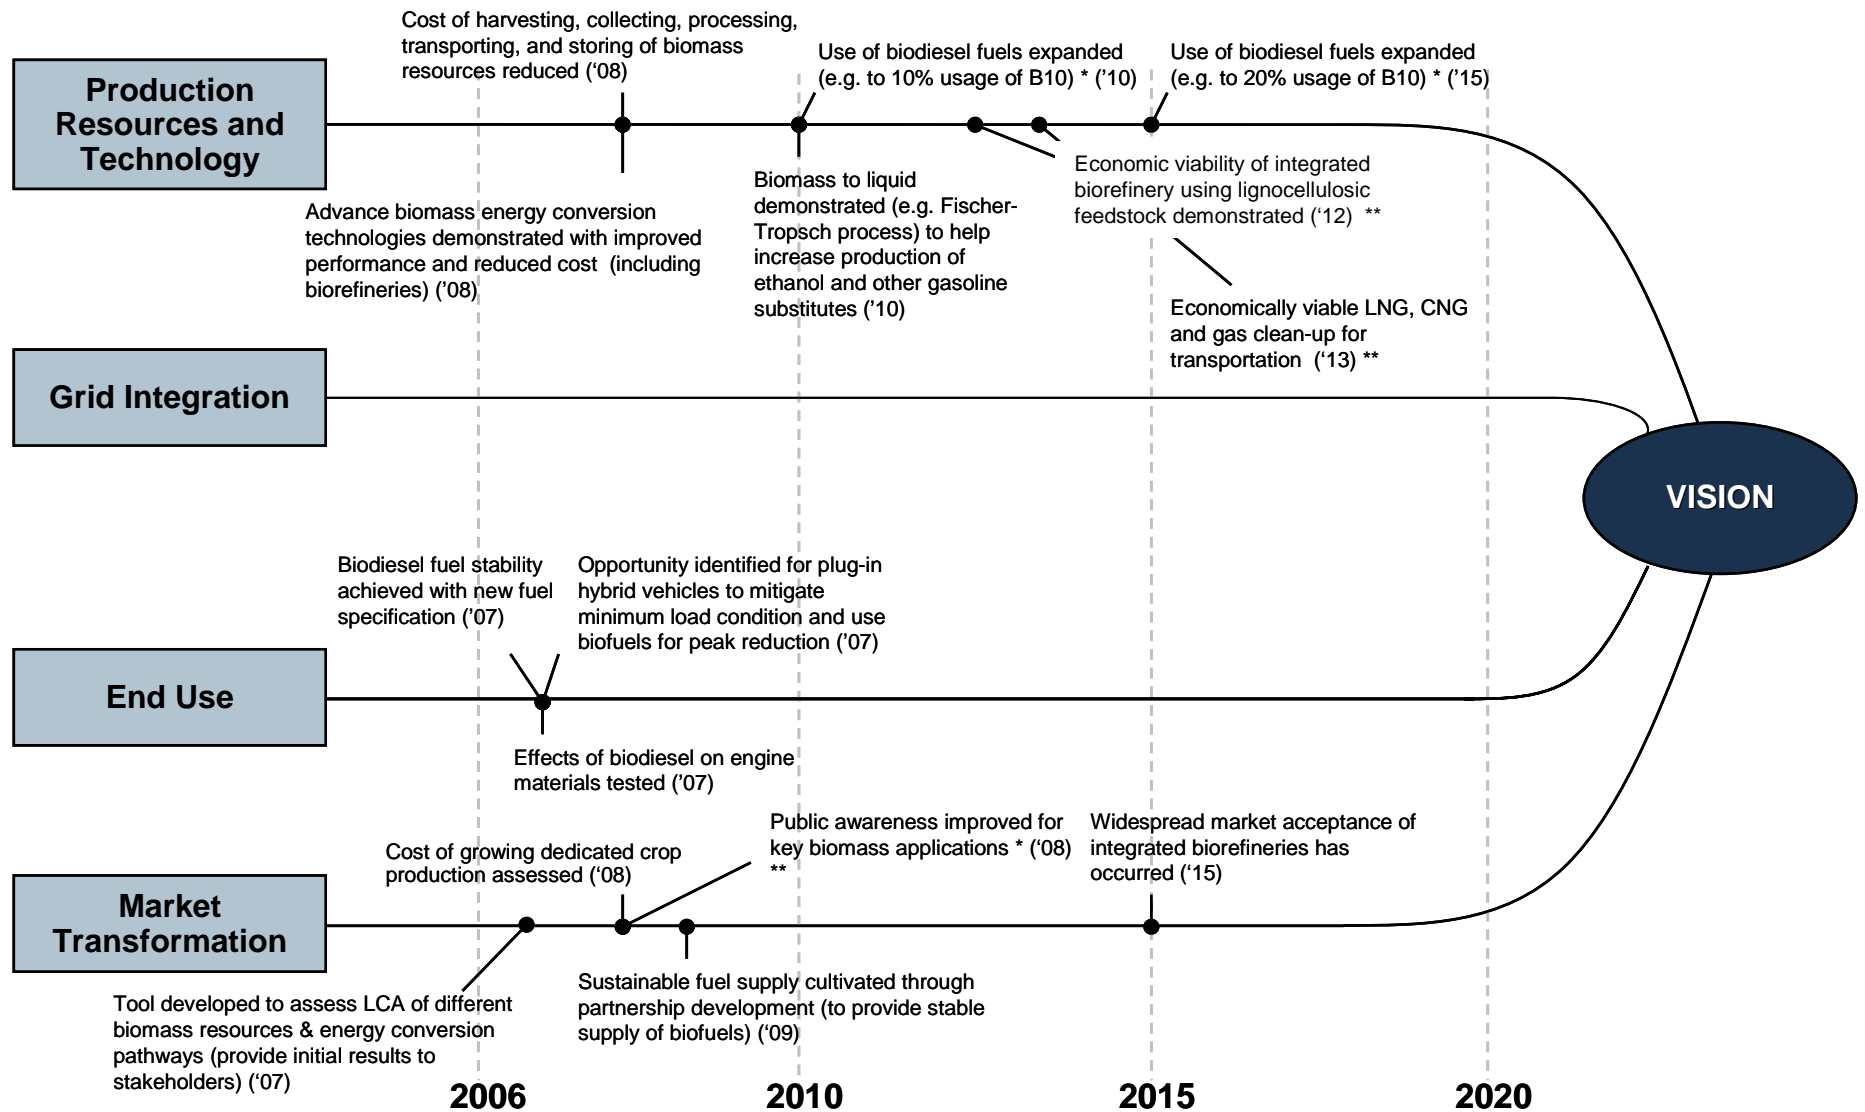 Cost of harvesting, collecting, processing,
transporting, and storing of biomass
resources reduced (‘08)
Use of biodiesel fuels expanded
(e.g. to 10% usage of B10) * (’10)
Use of biodiesel fuels expanded
(e.g. to 20% usage of B10) * (’15)
Production
Resources and
Technology
Advance biomass energy conversion
technologies demonstrated with improved
performance and reduced cost  (including
biorefineries) (’08)
Biomass to liquid
demonstrated (e.g. Fischer-
Tropsch process) to help
increase production of
ethanol and other gasoline
substitutes (’10)
Economic viability of integrated
biorefinery using lignocellulosic
feedstock demonstrated (‘12)  **
Economically viable LNG, CNG
and gas clean-up for
transportation  (‘13) **
Grid Integration
VISION
Biodiesel fuel stability
achieved with new fuel
specification (’07)
Opportunity identified for plug-in
hybrid vehicles to mitigate
minimum load condition and use
biofuels for peak reduction (’07)
End Use
Effects of biodiesel on engine
materials tested (’07)
Cost of growing dedicated crop
production assessed (‘08)
Public awareness improved for
key biomass applications * (‘08)
**
Widespread market acceptance of
integrated biorefineries has
occurred (‘15)
Market
Transformation
Tool developed to assess LCA of different
biomass resources & energy conversion
pathways (provide initial results to
stakeholders) (‘07)
Sustainable fuel supply cultivated through
partnership development (to provide stable
supply of biofuels) (‘09)
2006
2010
2015
2020